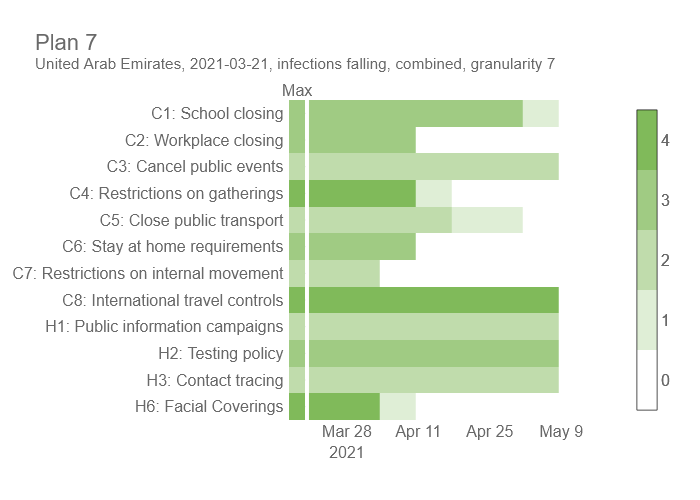 Plan 7
United Arab Emirates, 2021-03-21, infections falling, combined, granularity 7
Max
C1: School closing
C2: Workplace closing
C3: Cancel public events
C4: Restrictions on gatherings
C5: Close public transport
C6: Stay at home requirements
C7: Restrictions on internal movement
C8: International travel controls
H1: Public information campaigns
H2: Testing policy
H3: Contact tracing
H6: Facial Coverings
Mar 28 Apr 11 Apr 25 May 9
2021
4
3
2
1
0